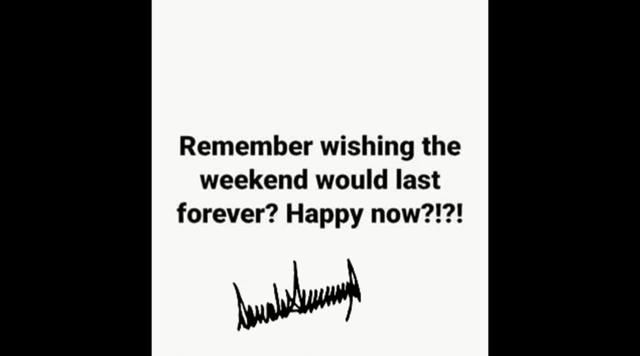 Remember wishing the
weekend would last
forever? Happy now?!?!